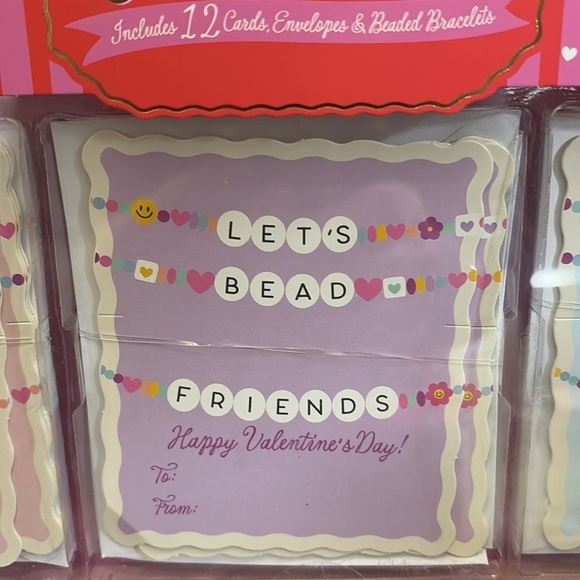 Includes 12 Cards, Envelopes & Beaded Bracelets
LET'S
BEAD
FRIENDS
Happy Valentine's Day!
To:
From: